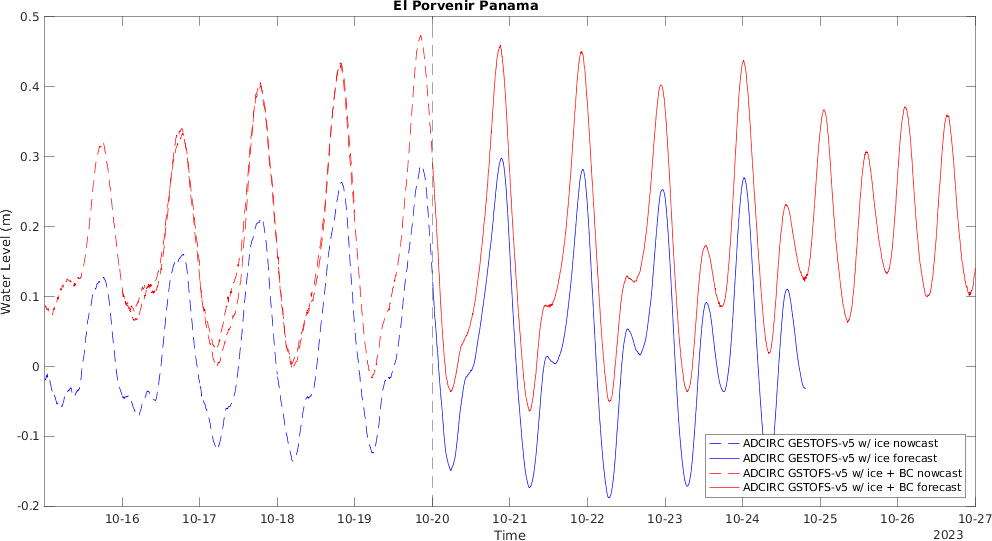 El Porvenir Panama
Water Level (m)
0.5
0.4
0.3
0.2
0.1
0
-0.1
-0.2
10-16 10-17 10-18 10-19 10-20 10-21 10-22 10-23 10-24 10-25 10-26 10-27
Time
2023
ADCIRC GESTOFS-v5 w/ ice nowcast
ADCIRC GESTOFS-v5 w/ ice forecast
ADCIRC GSTOFS-v5 w/ ice + BC nowcast
ADCIRC GSTOFS-v5 w/ ice + BC forecast